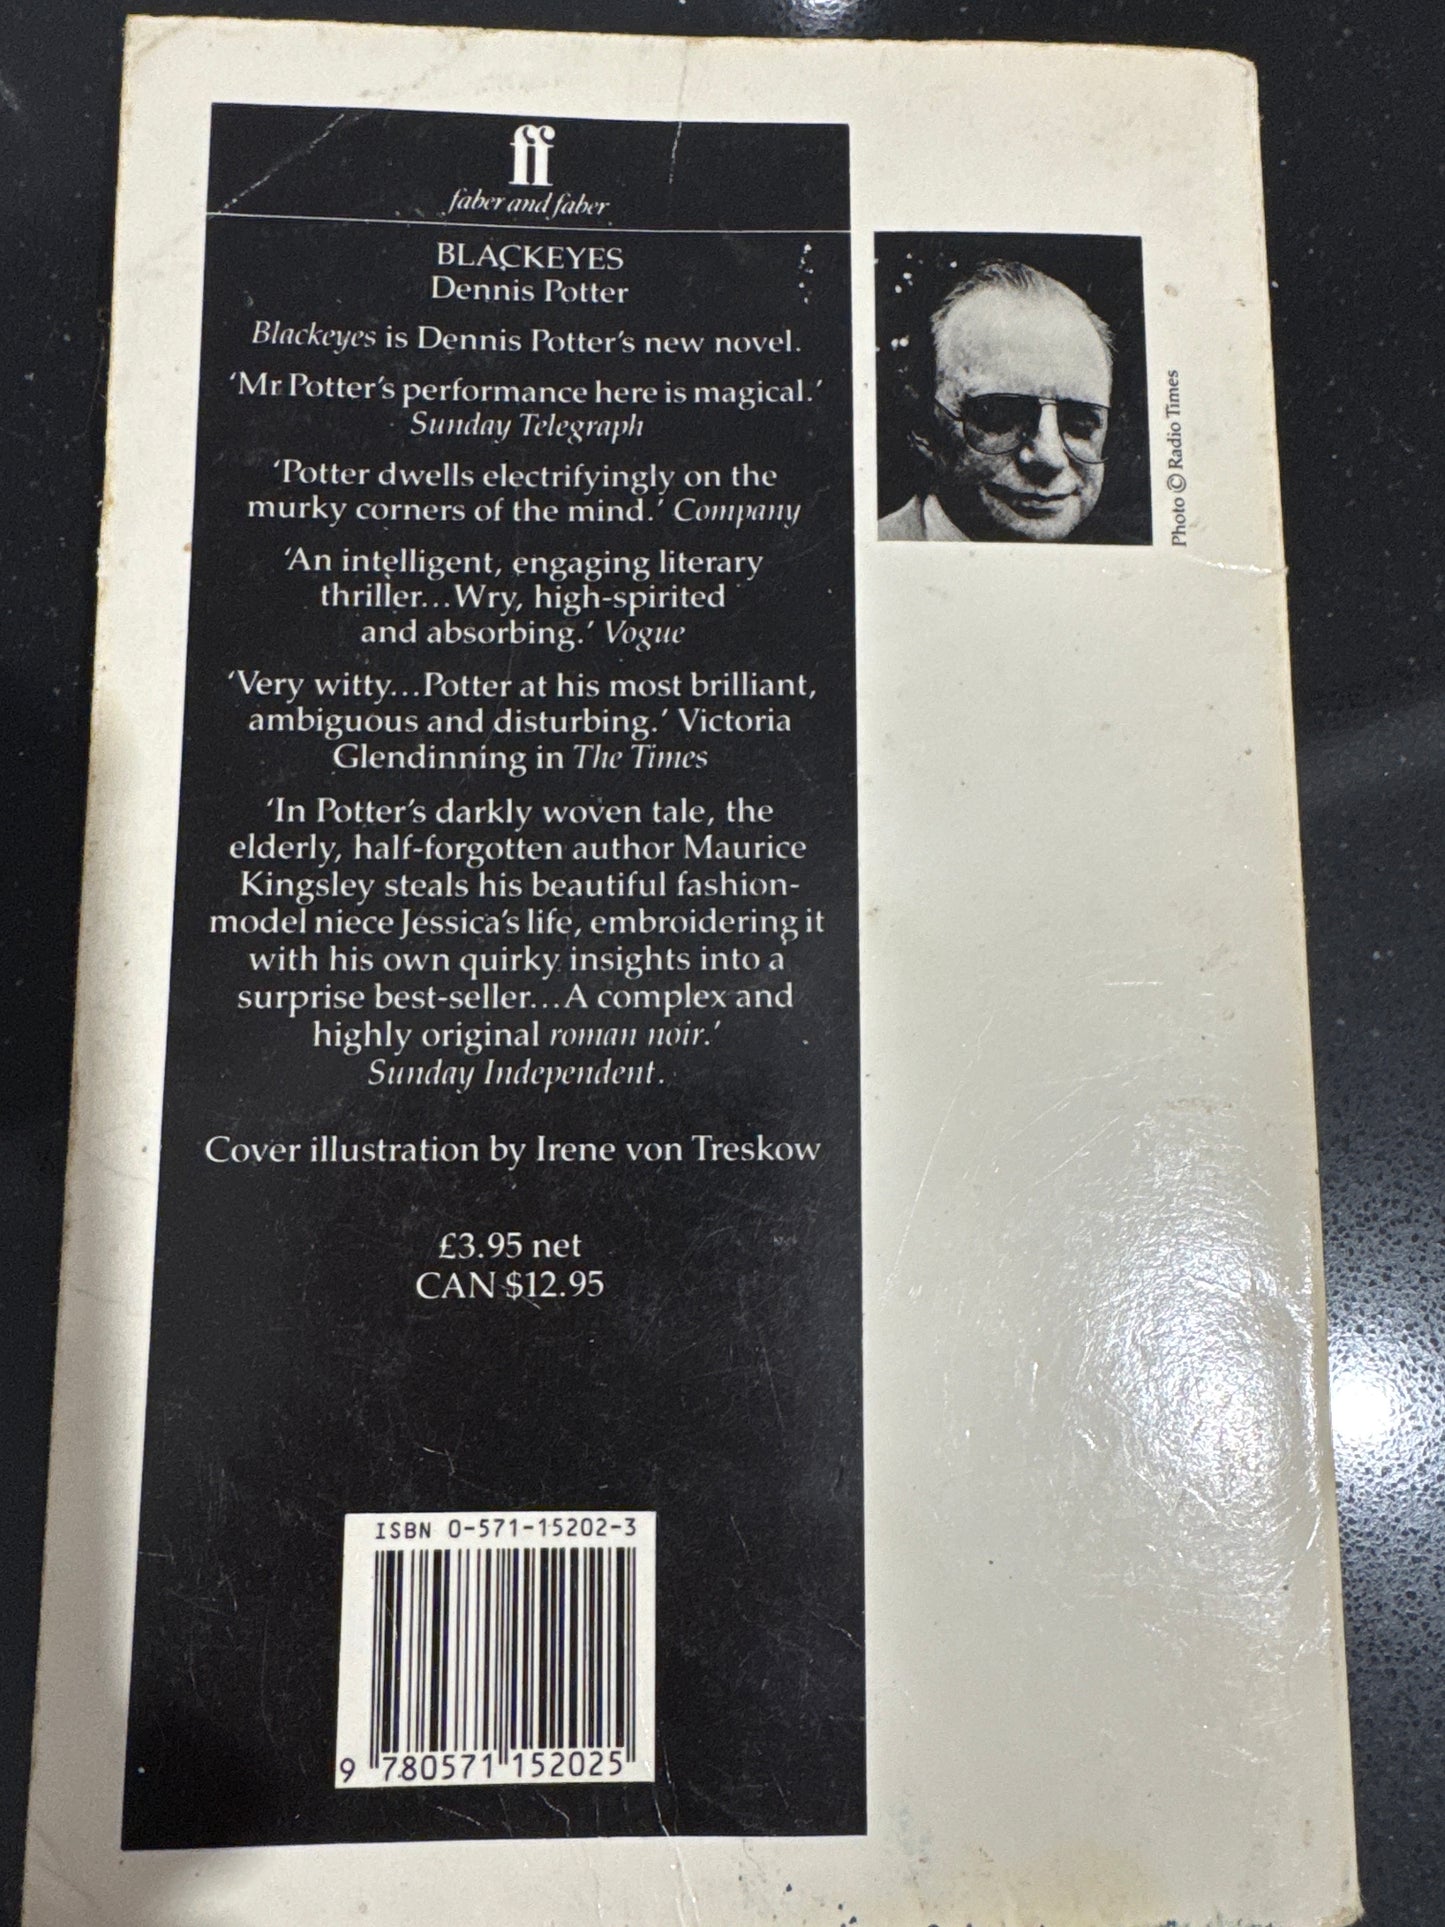 ff
faber and faber
BLACKEYES
Dennis Potter
Blackeyes is Dennis Potter's new novel.
‘Mr Potter's performance here is magical.’
Sunday Telegraph
‘Potter dwells electrifyingly on the
murky corners of the mind.’ Company
‘An intelligent, engaging literary
thriller...Wry, high-spirited
and absorbing.’ Vogue
‘Very witty...Potter at his most brilliant,
ambiguous and disturbing.’ Victoria
Glendinning in The Times
‘In Potter's darkly woven tale, the
elderly, half-forgotten author Maurice
Kingsley steals his beautiful fashion-
model niece Jessica's life, embroidering it
with his own quirky insights into a
surprise best-seller...A complex and
highly original roman noir.’
Sunday Independent.
Cover illustration by Irene von Treskow
£3.95 net
CAN $12.95
ISBN 0-571-15202-3
9 780571 152025
Photo © Radio Times